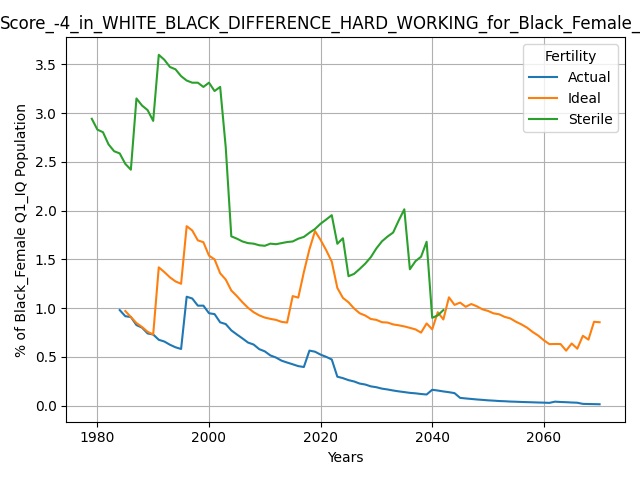 Score_-4_in_WHITE_BLACK_DIFFERENCE_HARD_WORKING_for_Black_Female_
% of Black_Female Q1_IQ Population
3.5
3.0
2.5
2.0
1.5
1.0
0.5
0.0
Fertility
Actual
Ideal
Sterile
1980
2000
2020
2040
2060
Years